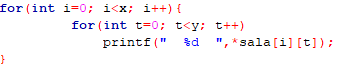 for(int i=0; i<x; i++){
for(int t=0; t<y; t++)
printf("  %d  ",*sala[i][t]);
}